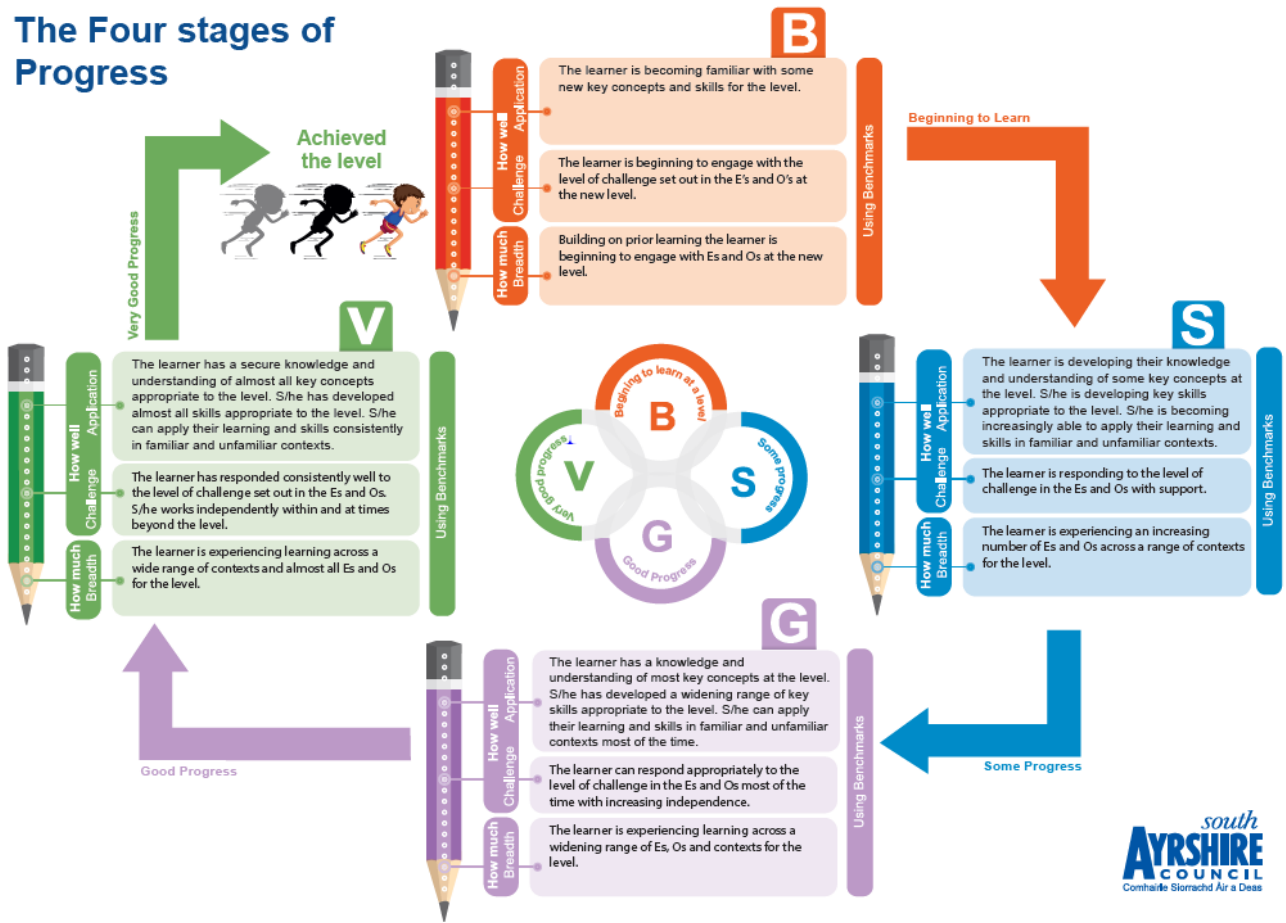 The Four stages of
Progress
B
How well
Application
Challenge
How much
Breadth
The learner is becoming familiar with some
new key concepts and skills for the level.
The learner is beginning to engage with the
level of challenge set out in the E's and O's at
the new level.
Building on prior learning the learner is
beginning to engage with Es and Os at the new
level.
Using Benchmarks
Beginning to Learn
S
How well
Application
Challenge
How much
Breadth
The learner is developing their knowledge
and understanding of some key concepts at
the level. S/he is developing key skills
appropriate to the level. S/he is becoming
increasingly able to apply their learning and
skills in familiar and unfamiliar contexts.
The learner is responding to the level of
challenge in the Es and Os with support.
The learner is experiencing an increasing
number of Es and Os across a range of contexts
for the level.
Using Benchmarks
Some Progress
G
How well
Application
Challenge
How much
Breadth
The learner has a knowledge and
understanding of most key concepts at the level.
S/he has developed a widening range of key
skills appropriate to the level. S/he can apply
their learning and skills in familiar and unfamiliar
contexts most of the time.
The learner can respond appropriately to the
level of challenge in the Es and Os most of the
time with increasing independence.
The learner is experiencing learning across a
widening range of Es, Os and contexts for the
level.
Using Benchmarks
Good Progress
V
How well
Application
Challenge
How much
Breadth
The learner has a secure knowledge and
understanding of almost all key concepts
appropriate to the level. S/he has developed
almost all skills appropriate to the level. S/he
can apply their learning and skills consistently
in familiar and unfamiliar contexts.
The learner has responded consistently well to
the level of challenge set out in the Es and Os.
S/he works independently within and at times
beyond the level.
The learner is experiencing learning across a
wide range of contexts and almost all Es and Os
for the level.
Using Benchmarks
Very Good Progress
Achieved
the level
Begining to learn at a level
B
Some progress
S
Good Progress
G
Very good progress
V
south
AYRSHIRE
COUNCIL
Comhairle Siorrachd Àir a Deas